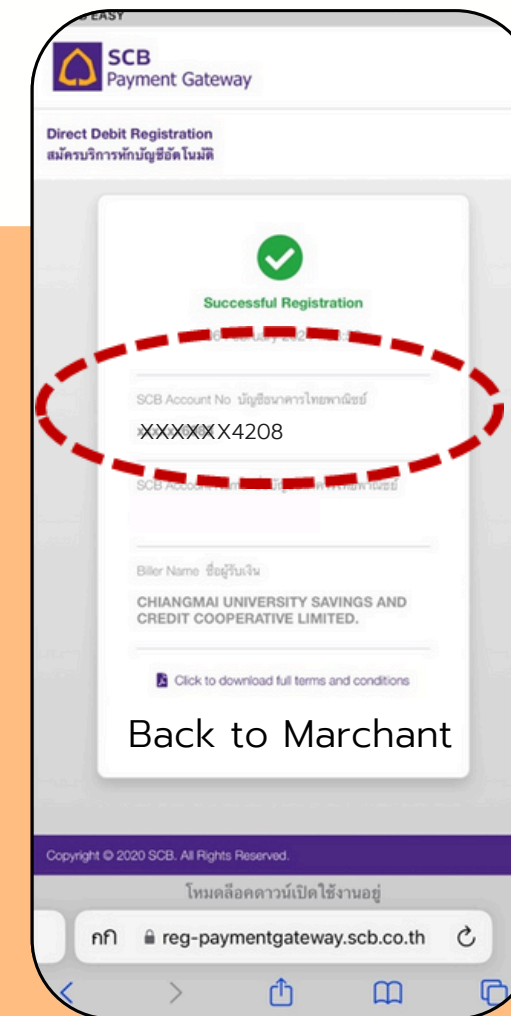 EASY
SCB
Payment Gateway
Direct Debit Registration
สมัครบริการหักบัญชีอัตโนมัติ
Successful Registration
SCB Account No บัญชีธนาคารไทยพาณิชย์
XXXXXX4208
SCB Account Name
Biller Name ชื่อผู้รับเงิน
CHIANGMAI UNIVERSITY SAVINGS AND
CREDIT COOPERATIVE LIMITED.
Click to download full terms and conditions
Back to Marchant
Copyright © 2020 SCB. All Rights Reserved.
โหมดล็อคดาวน์เปิดใช้งานอยู่
กก reg-paymentgateway.scb.co.th